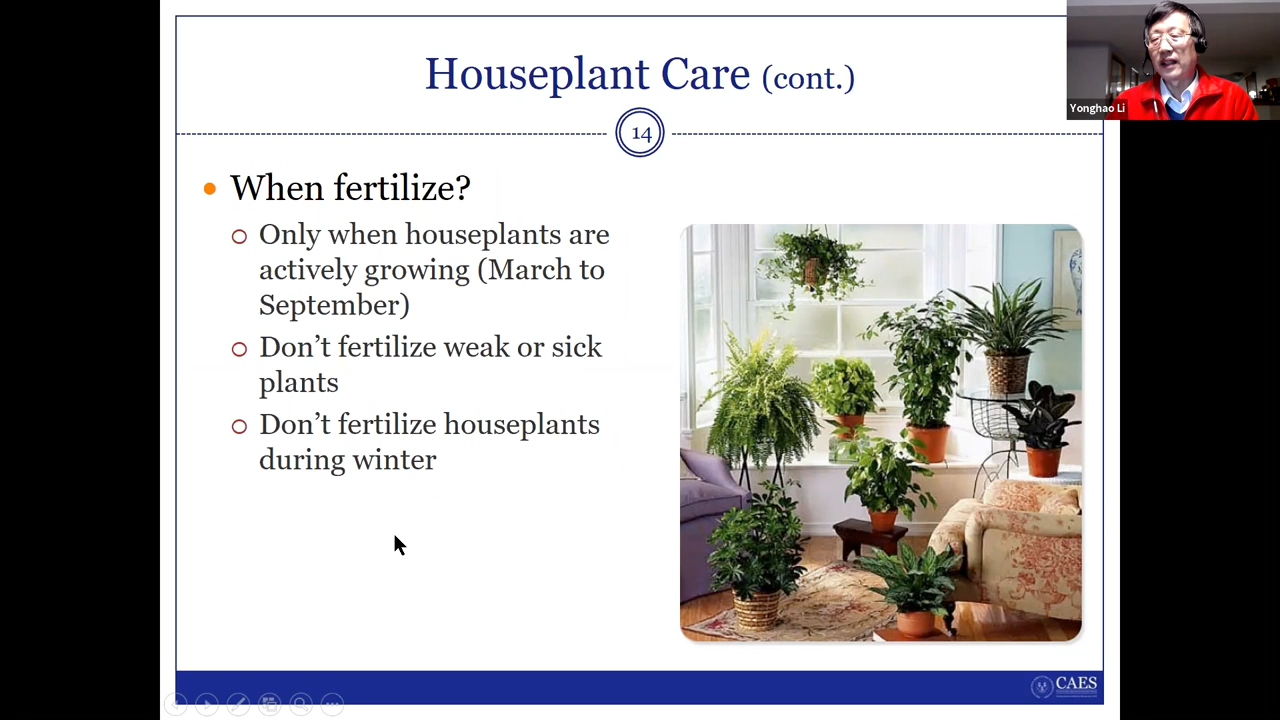 Houseplant Care (cont.)
14
When fertilize?
Only when houseplants are
actively growing (March to
September)
Don't fertilize weak or sick
plants
Don't fertilize houseplants
during winter
Yonghao Li
CAES